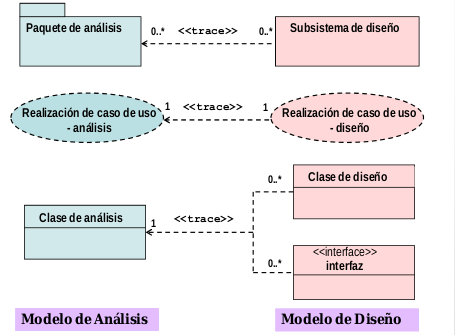 Paquete de análisis
0..* <<trace>> 0..*
Subsistema de diseño
Realización de caso de uso
- análisis
1 <<trace>> 1
Realización de caso de uso
- diseño
Clase de análisis
1 <<trace>>
0..*
Clase de diseño
0..*
<<interface>>
interfaz
Modelo de Análisis
Modelo de Diseño